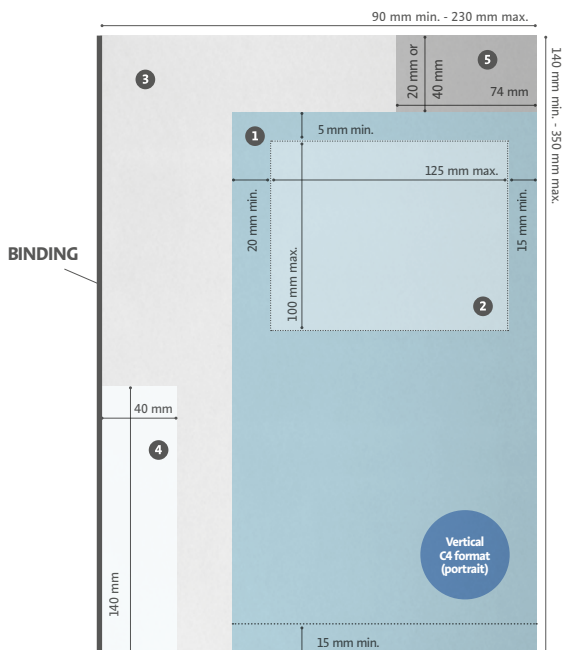 90 mm min. - 230 mm max.
140 mm min. - 350 mm max.
3
5
20 mm or
40 mm
74 mm
1
5 mm min.
125 mm max.
20 mm min.
15 mm min.
100 mm max.
BINDING
2
40 mm
4
Vertical
C4 format
(portrait)
140 mm
15 mm min.